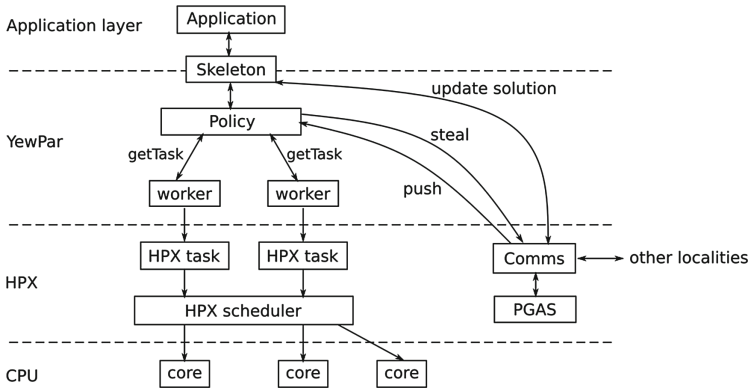 Application layer
Application
Skeleton
update solution
Policy
steal
YewPar
getTask
getTask
push
worker
worker
HPX task
HPX task
Comms
other localities
HPX
HPX scheduler
PGAS
CPU
core
core
core